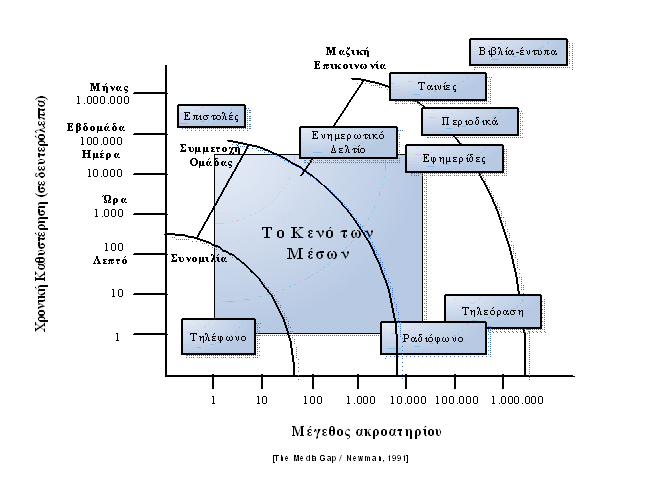 Μαζική
Επικοινωνία
Βιβλία-έντυπα
Ταινίες
Μήνας
1.000.000
Επιστολές
Περιοδικά
Εβδομάδα
100.000
Ημέρα
Ενημερωτικό
Δελτίο
Συμμετοχή
Ομάδας
Εφημερίδες
10.000
Ώρα
1.000
Το Κενό των
Μέσων
100
Λεπτό
Συνομιλία
10
Τηλεόραση
1
Τηλέφωνο
Ραδιόφωνο
Χρονική Καθυστέρηση (σε δευτερόλεπτα)
1 10 100 1.000 10.000 100.000 1.000.000
Μέγεθος ακροατηρίου
[The Media Gap / Newman, 1991]